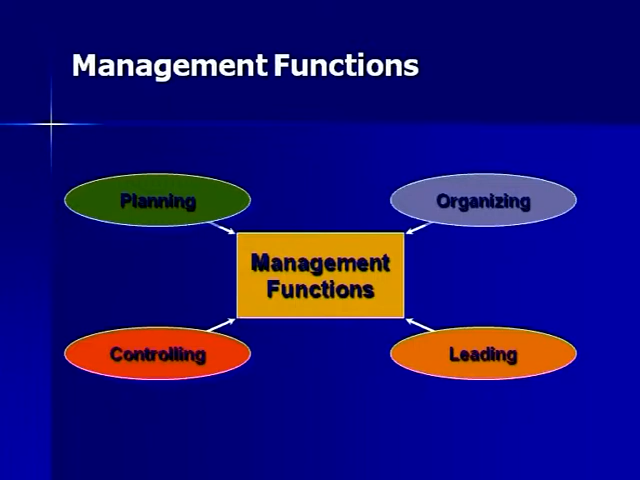 Management Functions
Planning
Organizing
Management
Functions
Controlling
Leading